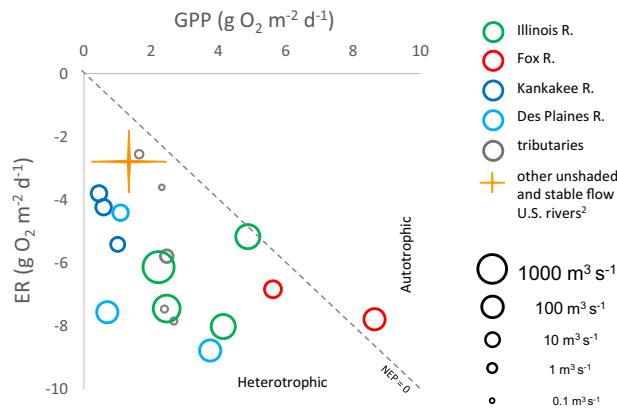 GPP (g O₂ m⁻² d⁻¹)
0 2 4 6 8 10
0
-2
-4
-6
-8
-10
ER (g O₂ m⁻² d⁻¹)
Autotrophic
Heterotrophic
NEP = 0
Illinois R.
Fox R.
Kankakee R.
Des Plaines R.
tributaries
other unshaded
and stable flow
U.S. rivers²
1000 m³ s⁻¹
100 m³ s⁻¹
10 m³ s⁻¹
1 m³ s⁻¹
0.1 m³ s⁻¹